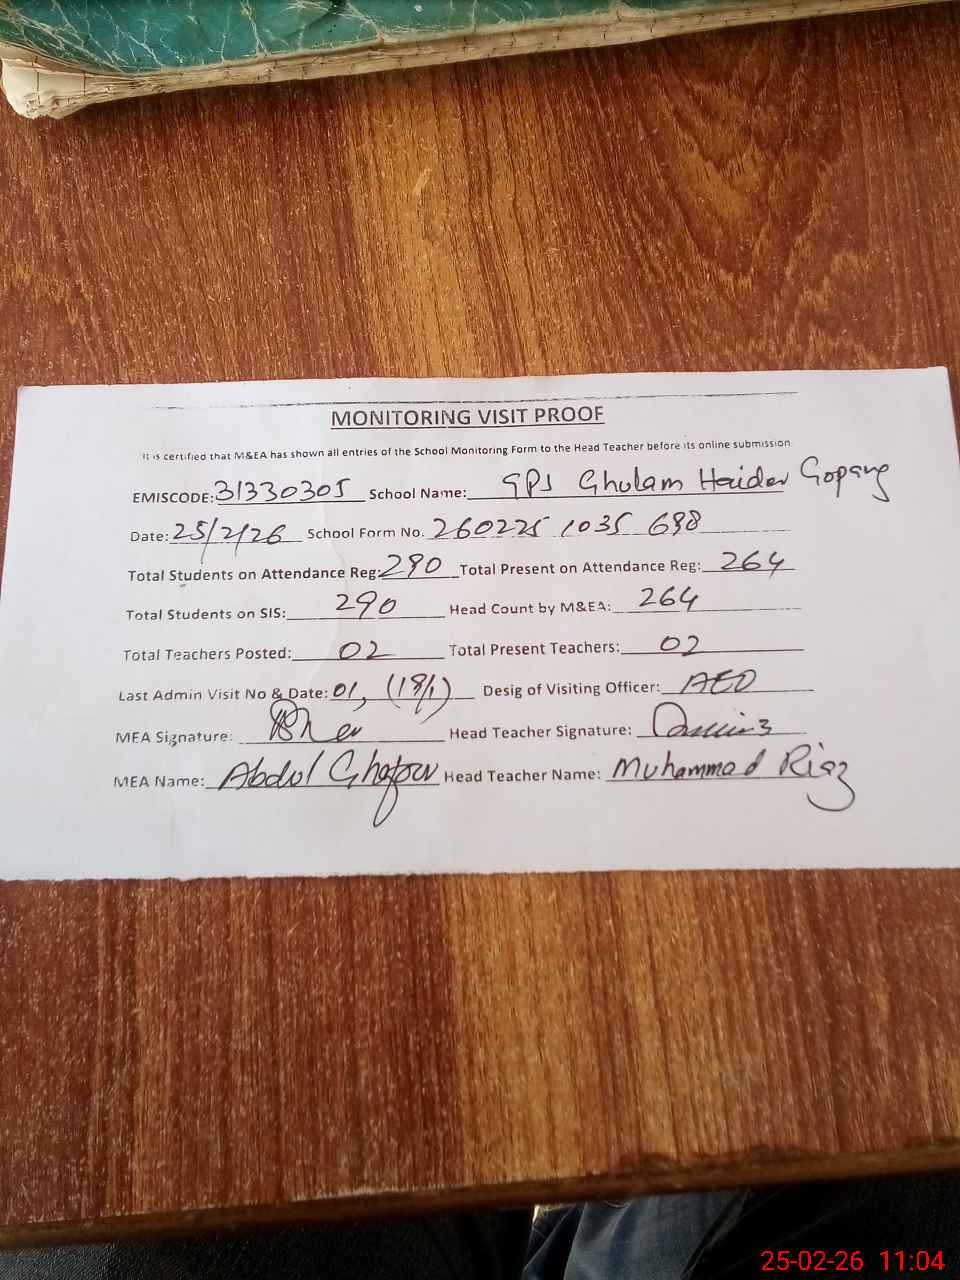 MONITORING VISIT PROOF
It is certified that M&EA has shown all entries of the School Monitoring Form to the Head Teacher before its online submission
EMISCODE: 31330305 School Name: GPS Ghulam Haider Gopang
Date: 25/2/26 School Form No. 260225 1035 698
Total Students on Attendance Reg: 290 Total Present on Attendance Reg: 264
Total Students on SIS: 290 Head Count by M&EA: 264
Total Teachers Posted: 02 Total Present Teachers: 02
Last Admin Visit No & Date: 01, (19/1) Desig of Visiting Officer: AEO
MEA Signature: Head Teacher Signature:
MEA Name: Abdul Ghafoor Head Teacher Name: Muhammad Riaz
25-02-26 11:04